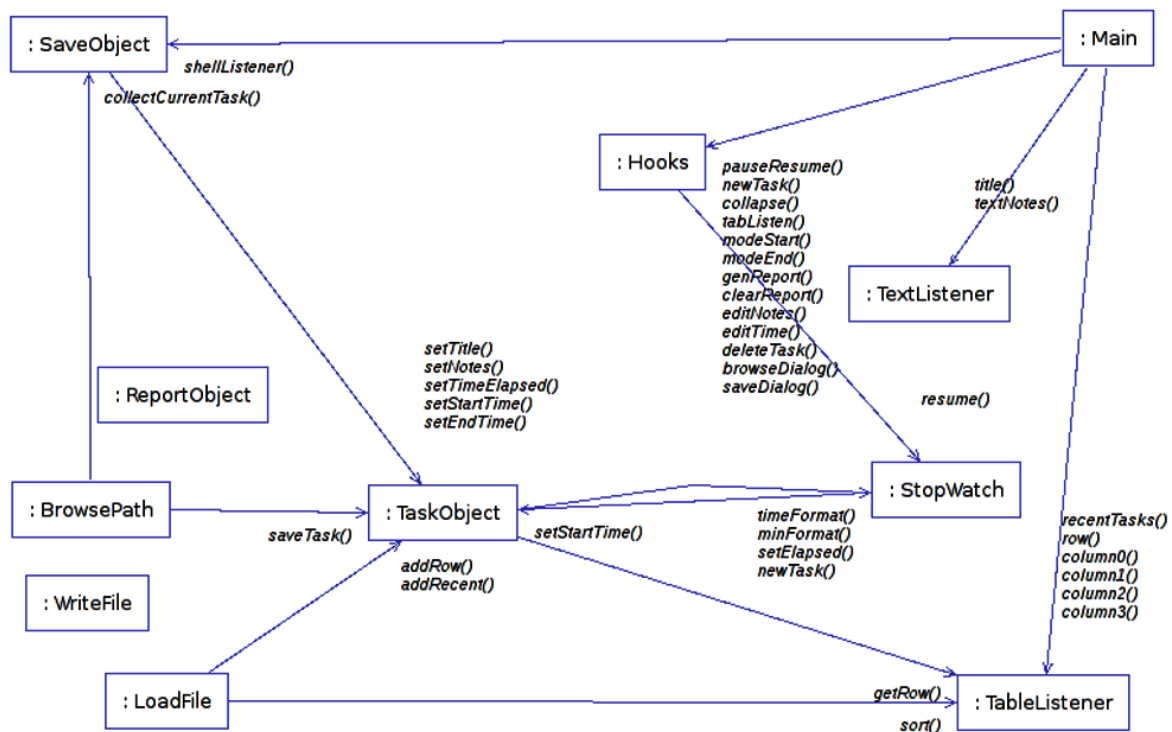 : SaveObject
: Main
shellListener()
collectCurrentTask()
: Hooks
pauseResume()
newTask()
collapse()
tabListen()
modeStart()
modeEnd()
genReport()
clearReport()
editNotes()
editTime()
deleteTask()
browseDialog()
saveDialog()
title()
textNotes()
: TextListener
setTitle()
setNotes()
setTimeElapsed()
setStartTime()
setEndTime()
: ReportObject
resume()
: BrowsePath
saveTask()
: TaskObject
setStartTime()
: StopWatch
timeFormat()
minFormat()
setElapsed()
newTask()
recentTasks()
row()
column0()
column1()
column2()
column3()
addRow()
addRecent()
: WriteFile
: LoadFile
getRow()
sort()
: TableListener